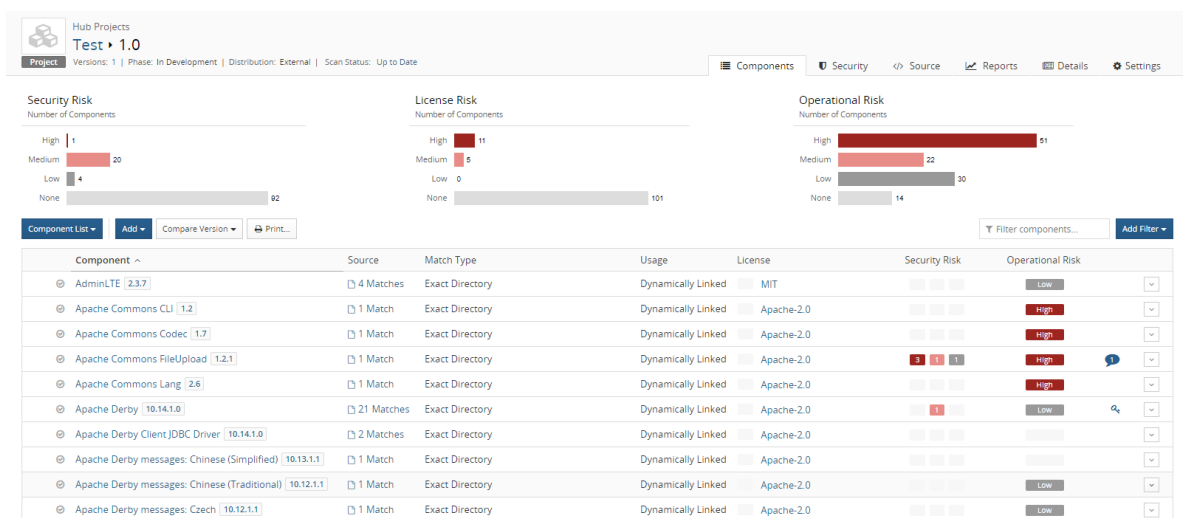 Hub Projects
Test ▸ 1.0
Project Versions: 1 | Phase: In Development | Distribution: External | Scan Status: Up to Date
Components Security Source Reports Details Settings
Security Risk
Number of Components
High 1
Medium 20
Low 4
None 92
License Risk
Number of Components
High 11
Medium 5
Low 0
None 101
Operational Risk
Number of Components
High 51
Medium 22
Low 30
None 14
Component List Add Compare Version Print... Filter components... Add Filter
Component Source Match Type Usage License Security Risk Operational Risk
AdminLTE 2.3.7 4 Matches Exact Directory Dynamically Linked MIT Low
Apache Commons CLI 1.2 1 Match Exact Directory Dynamically Linked Apache-2.0 High
Apache Commons Codec 1.7 1 Match Exact Directory Dynamically Linked Apache-2.0 High
Apache Commons FileUpload 1.2.1 1 Match Exact Directory Dynamically Linked Apache-2.0 3 1 1 High 1
Apache Commons Lang 2.6 1 Match Exact Directory Dynamically Linked Apache-2.0 High
Apache Derby 10.14.1.0 21 Matches Exact Directory Dynamically Linked Apache-2.0 1 Low
Apache Derby Client JDBC Driver 10.14.1.0 2 Matches Exact Directory Dynamically Linked Apache-2.0
Apache Derby messages: Chinese (Simplified) 10.13.1.1 1 Match Exact Directory Dynamically Linked Apache-2.0
Apache Derby messages: Chinese (Traditional) 10.12.1.1 1 Match Exact Directory Dynamically Linked Apache-2.0 Low
Apache Derby messages: Czech 10.12.1.1 1 Match Exact Directory Dynamically Linked Apache-2.0 Low